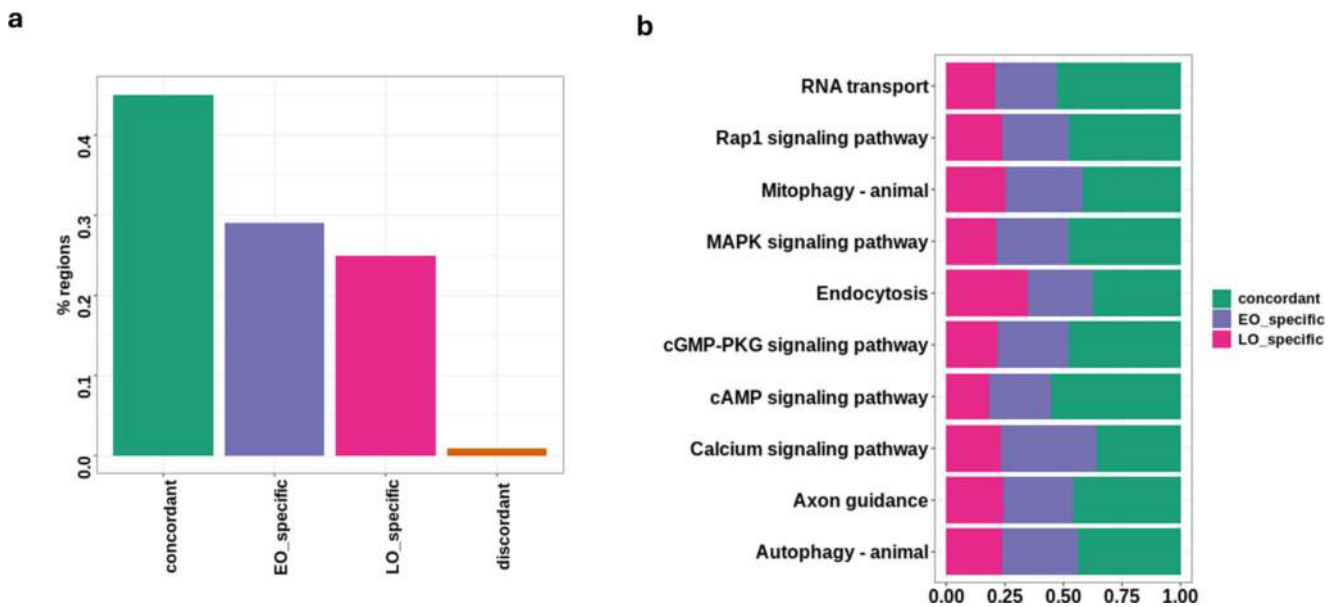 a
% regions
0.4
0.3
0.2
0.1
0.0
concordant
EO_specific
LO_specific
discordant
b
RNA transport
Rap1 signaling pathway
Mitophagy - animal
MAPK signaling pathway
Endocytosis
cGMP-PKG signaling pathway
cAMP signaling pathway
Calcium signaling pathway
Axon guidance
Autophagy - animal
0.00 0.25 0.50 0.75 1.00
concordant
EO_specific
LO_specific